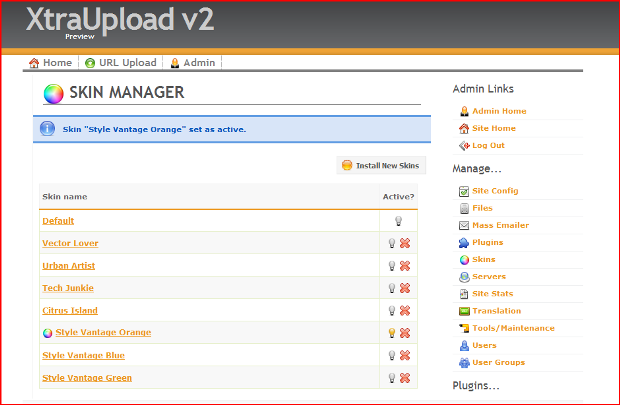 XtraUpload v2
Preview
Home URL Upload Admin
SKIN MANAGER
Skin "Style Vantage Orange" set as active.
Install New Skins
Skin name Active?
Default
Vector Lover
Urban Artist
Tech Junkie
Citrus Island
Style Vantage Orange
Style Vantage Blue
Style Vantage Green
Admin Links
Admin Home
Site Home
Log Out
Manage...
Site Config
Files
Mass Emailer
Plugins
Skins
Servers
Site Stats
Translation
Tools/Maintenance
Users
User Groups
Plugins...